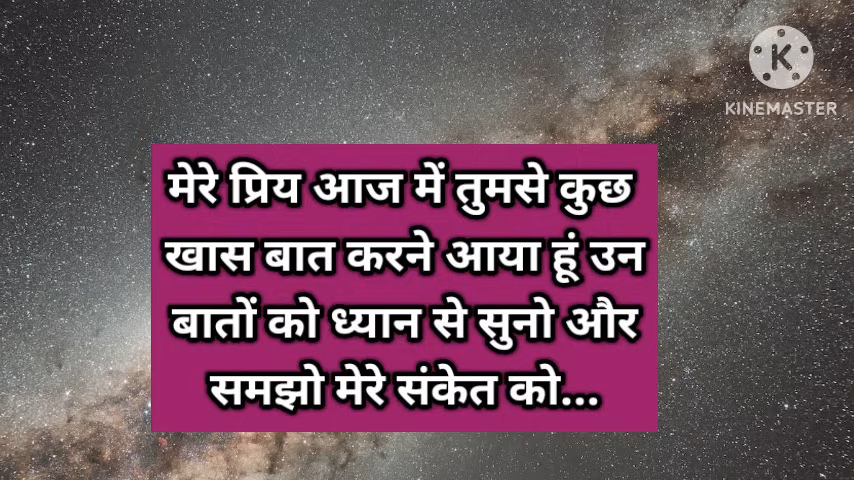 K
KINEMASTER
मेरे प्रिय आज में तुमसे कुछ
खास बात करने आया हूं उन
बातों को ध्यान से सुनो और
समझो मेरे संकेत को...